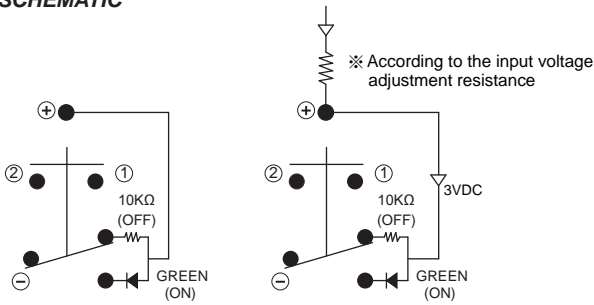 SCHEMATIC
+
② ①
10KΩ
(OFF)
−
GREEN
(ON)
※ According to the input voltage
adjustment resistance
+
② ①
3VDC
10KΩ
(OFF)
−
GREEN
(ON)